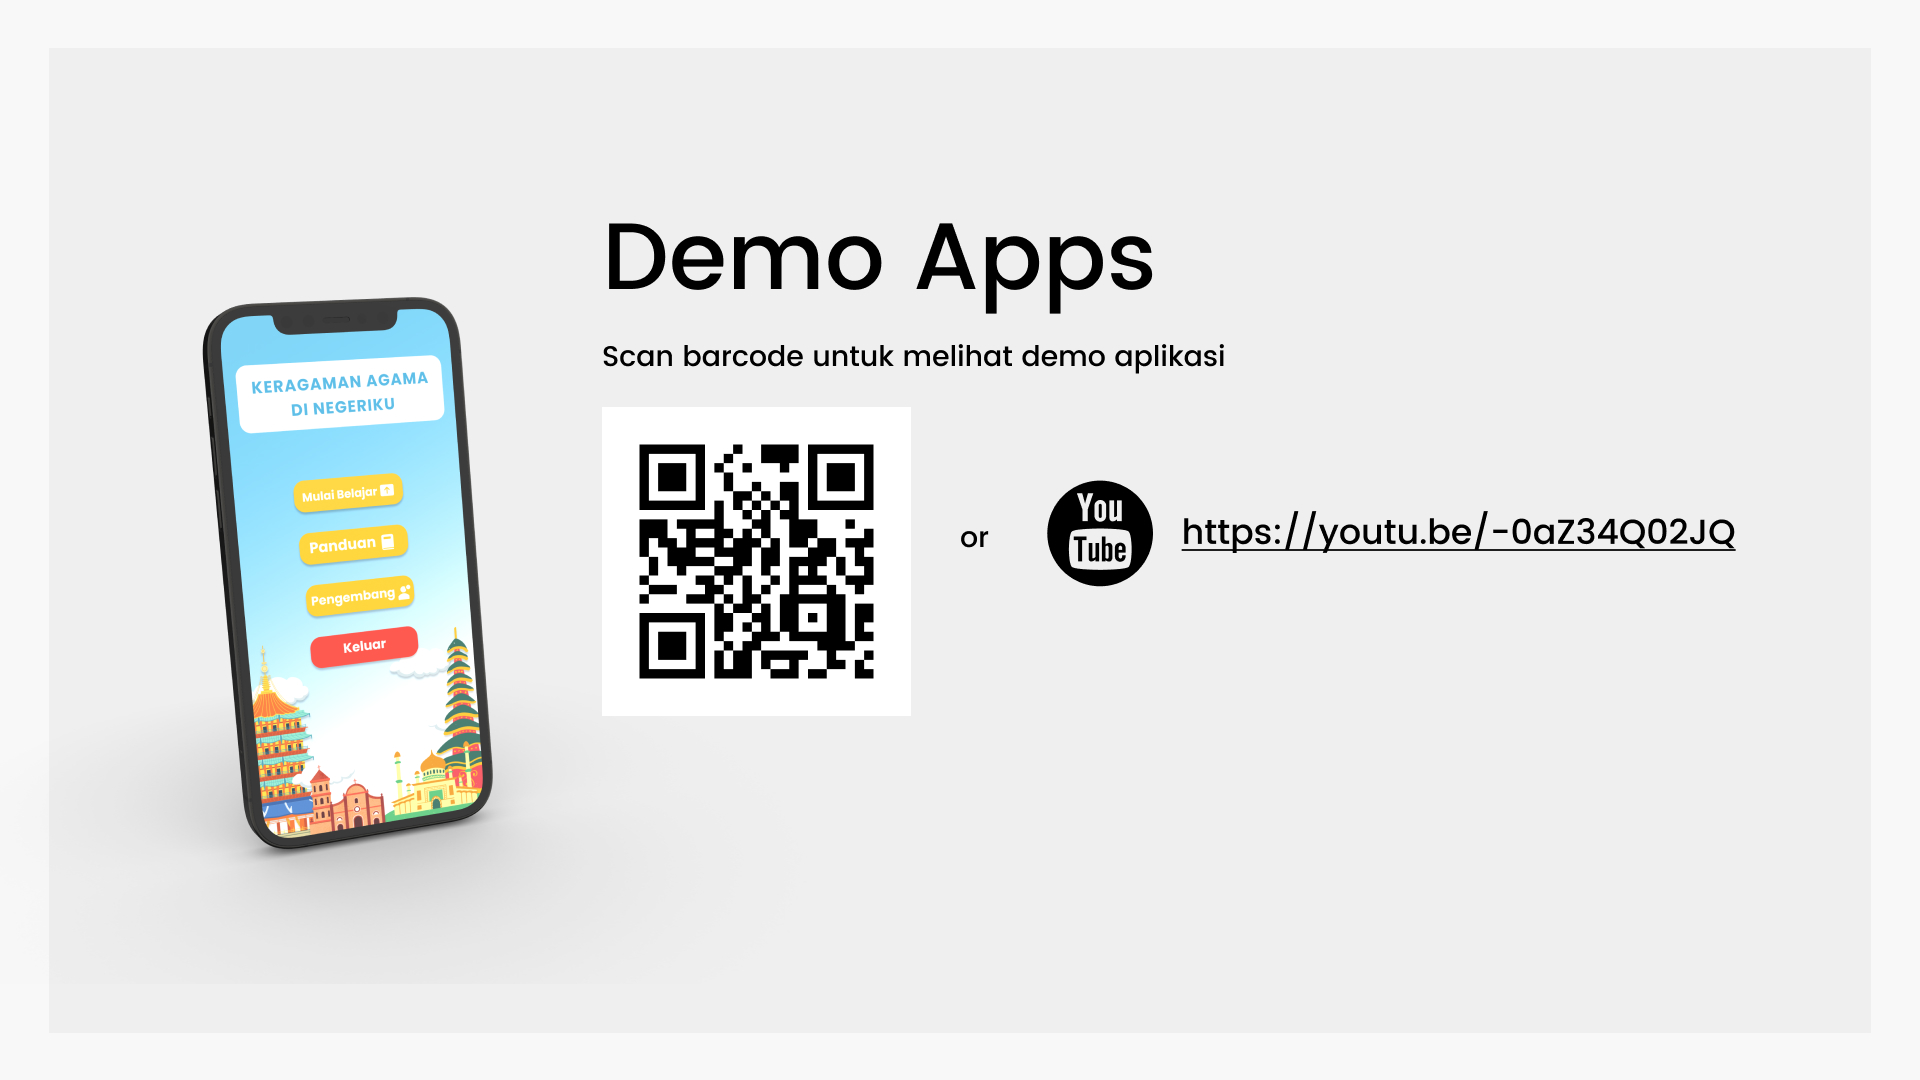 Demo Apps
Scan barcode untuk melihat demo aplikasi
KERAGAMAN AGAMA
DI NEGERIKU
Mulai Belajar
Panduan
Pengembang
Keluar
or
You
Tube
https://youtu.be/-0aZ34Q02JQ